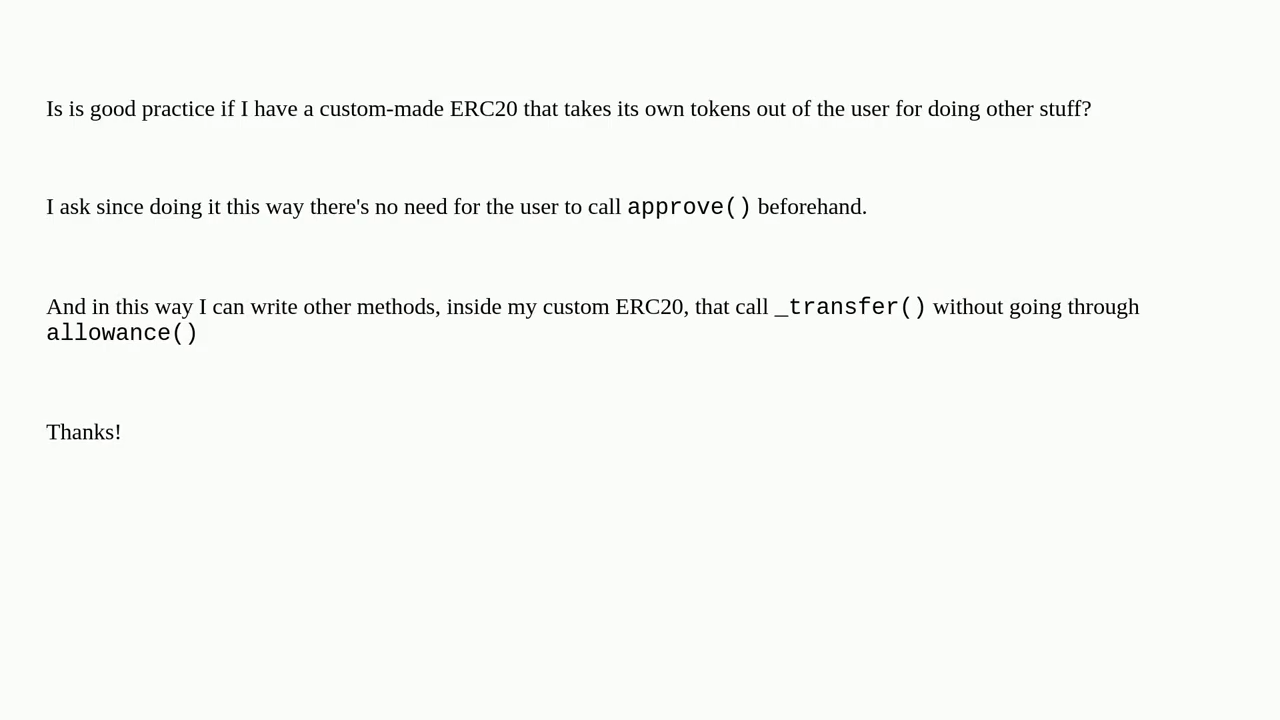 Is is good practice if I have a custom-made ERC20 that takes its own tokens out of the user for doing other stuff?
I ask since doing it this way there's no need for the user to call approve() beforehand.
And in this way I can write other methods, inside my custom ERC20, that call _transfer() without going through
allowance()
Thanks!